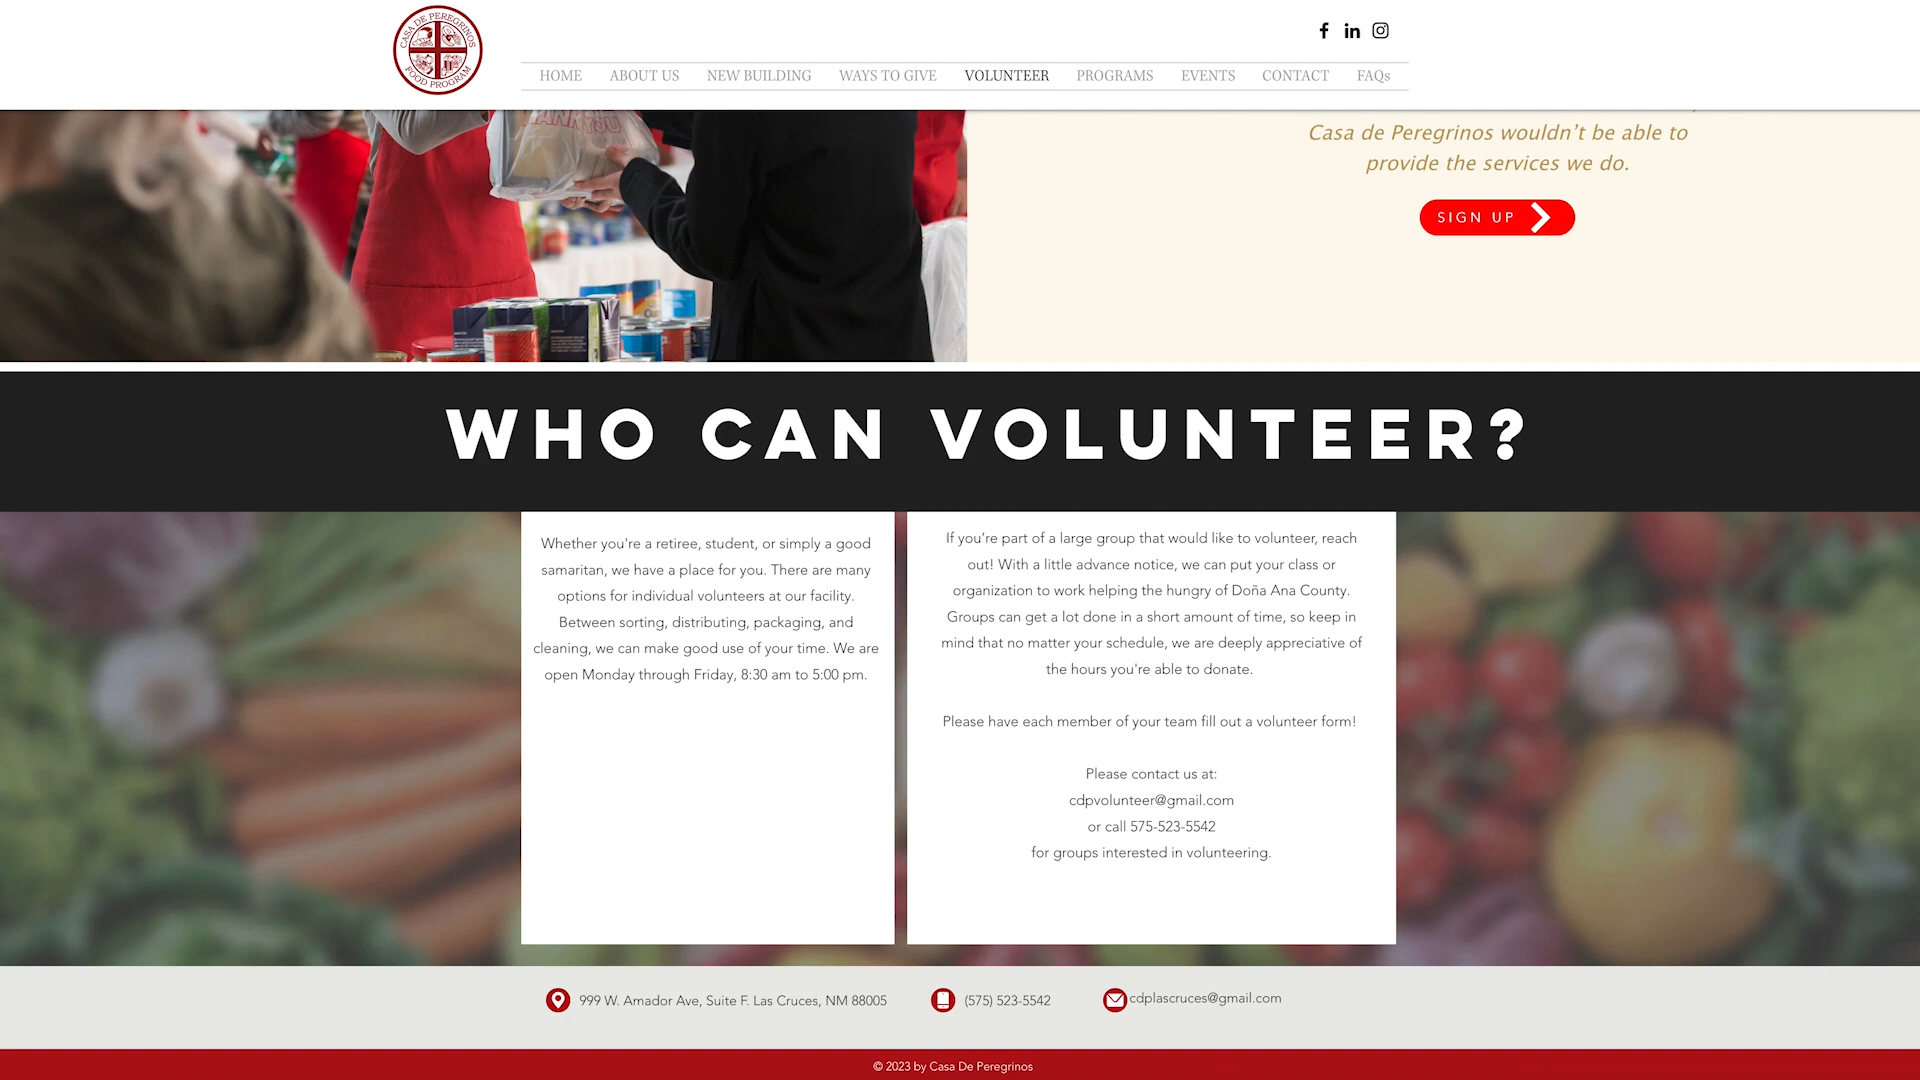 CASA DE PEREGRINOS
FOOD PROGRAM
HOME ABOUT US NEW BUILDING WAYS TO GIVE VOLUNTEER PROGRAMS EVENTS CONTACT FAQs
THANK YOU
Casa de Peregrinos wouldn’t be able to
provide the services we do.
SIGN UP
WHO CAN VOLUNTEER?
Whether you're a retiree, student, or simply a good
samaritan, we have a place for you. There are many
options for individual volunteers at our facility.
Between sorting, distributing, packaging, and
cleaning, we can make good use of your time. We are
open Monday through Friday, 8:30 am to 5:00 pm.
If you’re part of a large group that would like to volunteer, reach
out! With a little advance notice, we can put your class or
organization to work helping the hungry of Doña Ana County.
Groups can get a lot done in a short amount of time, so keep in
mind that no matter your schedule, we are deeply appreciative of
the hours you're able to donate.
Please have each member of your team fill out a volunteer form!
Please contact us at:
cdpvolunteer@gmail.com
or call 575-523-5542
for groups interested in volunteering.
999 W. Amador Ave, Suite F. Las Cruces, NM 88005
(575) 523-5542
cdplascruces@gmail.com
© 2023 by Casa De Peregrinos